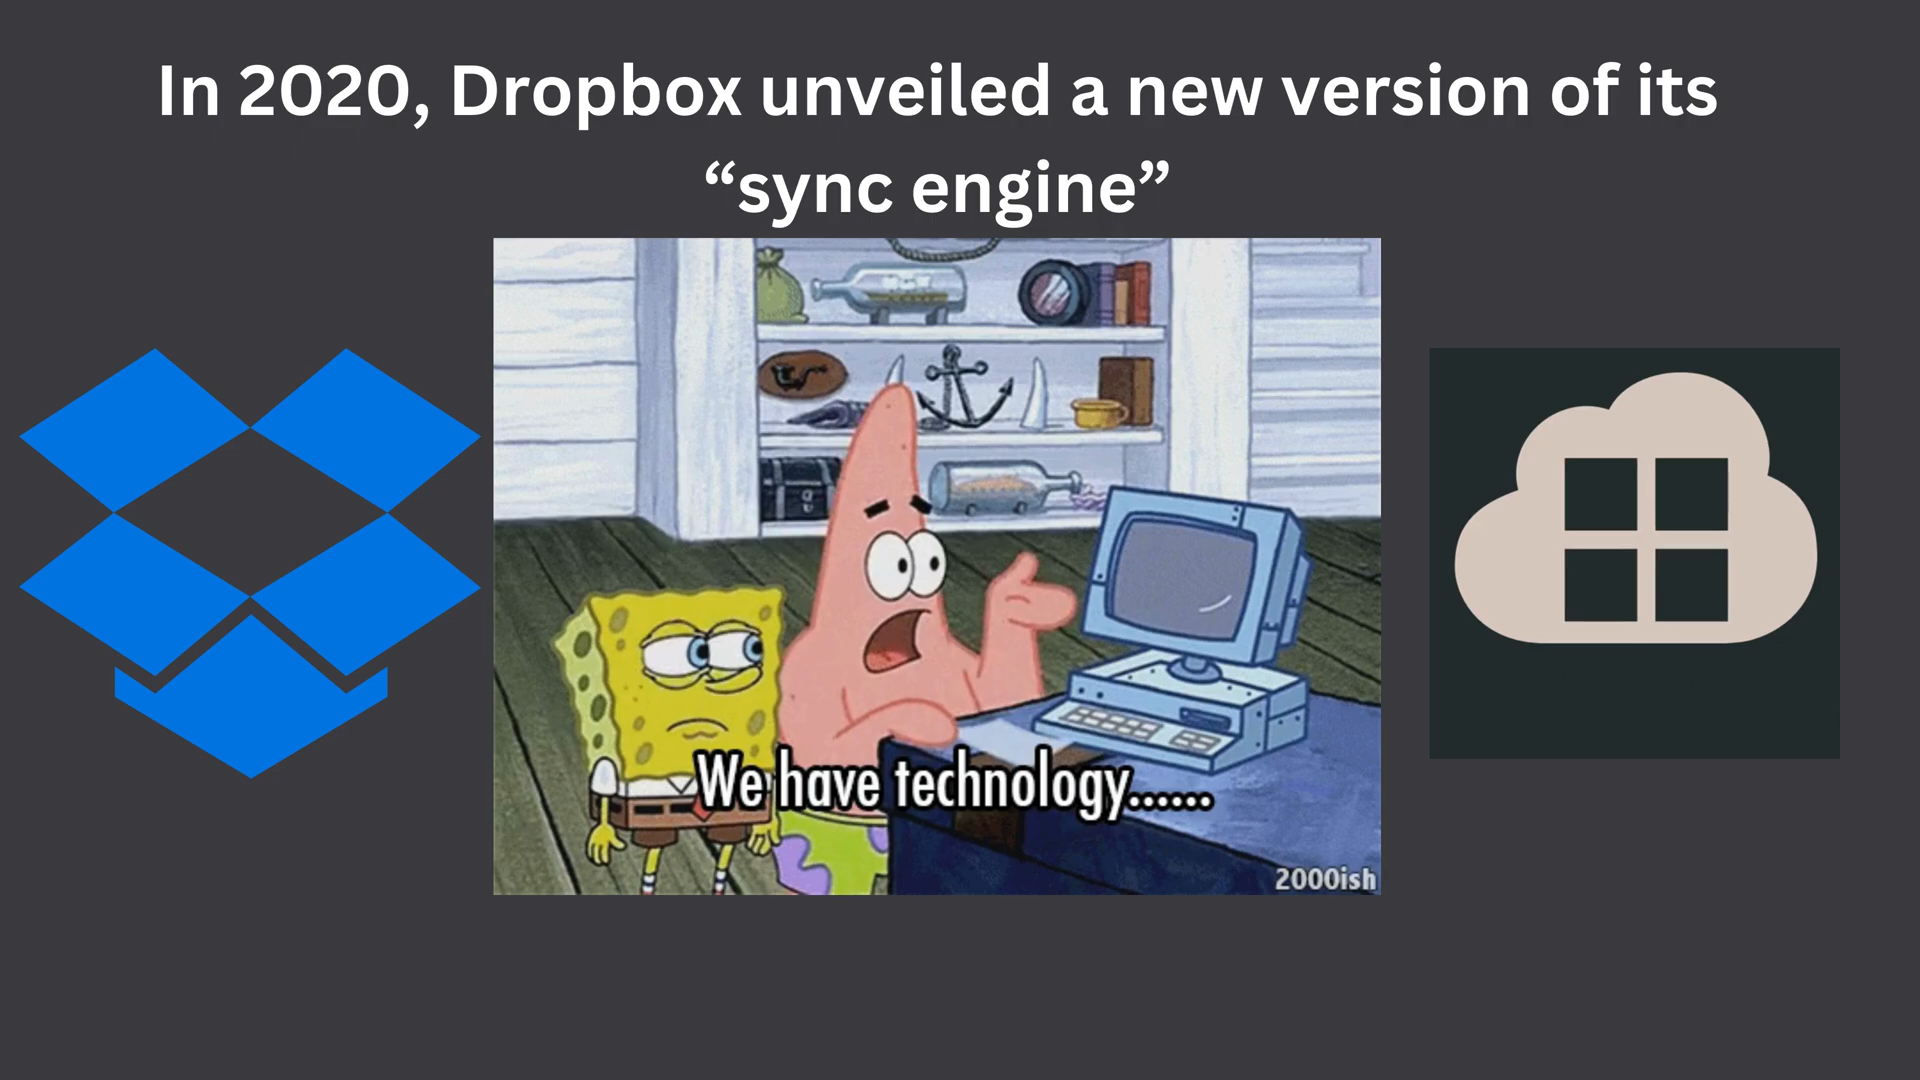 In 2020, Dropbox unveiled a new version of its
“sync engine”
We have technology......
2000ish